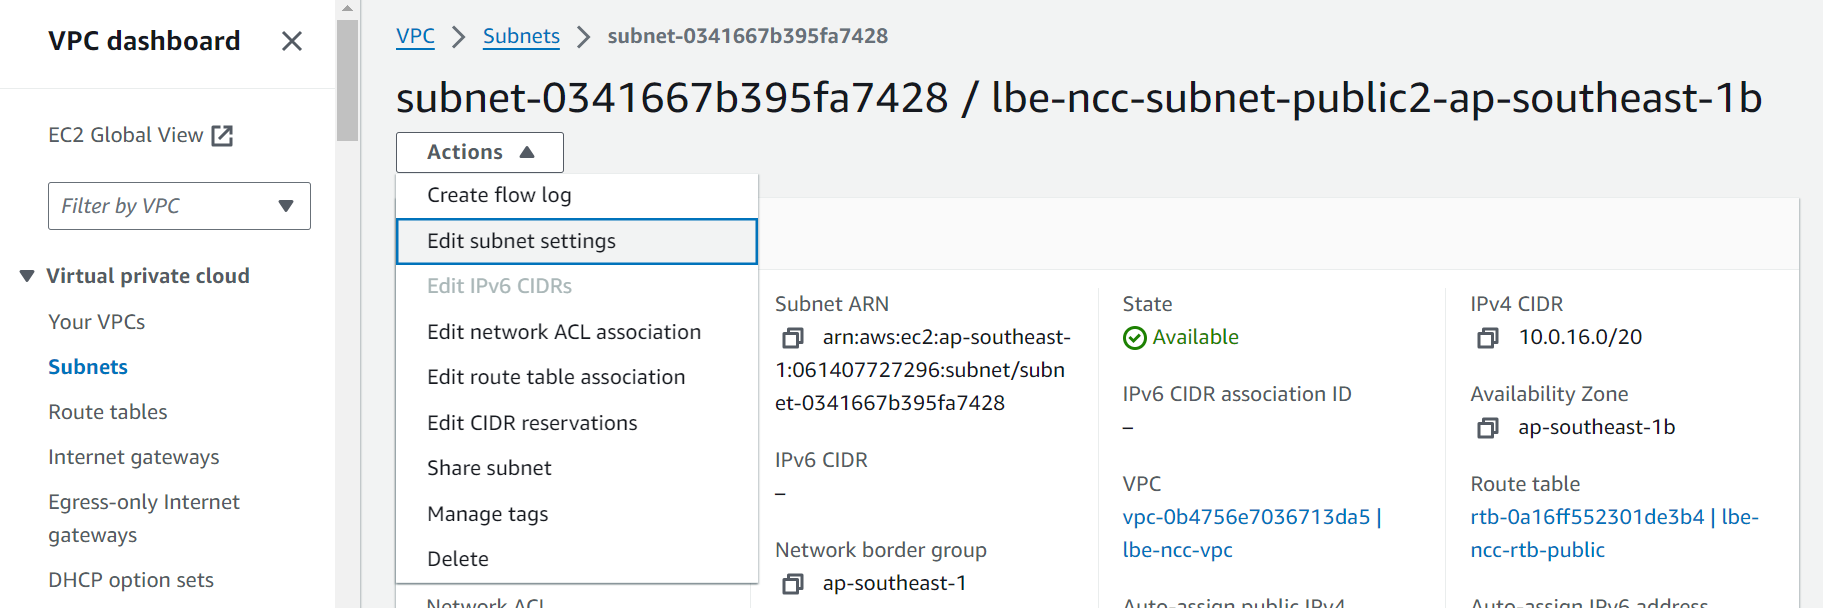 VPC dashboard
EC2 Global View
Filter by VPC
Virtual private cloud
Your VPCs
Subnets
Route tables
Internet gateways
Egress-only Internet
gateways
DHCP option sets
VPC
Subnets
subnet-0341667b395fa7428
subnet-0341667b395fa7428 / lbe-ncc-subnet-public2-ap-southeast-1b
Actions
Create flow log
Edit subnet settings
Edit IPv6 CIDRs
Edit network ACL association
Edit route table association
Edit CIDR reservations
Share subnet
Manage tags
Delete
Network ACL
Subnet ARN
arn:aws:ec2:ap-southeast-
1:061407727296:subnet/subn
et-0341667b395fa7428
IPv6 CIDR
–
Network border group
ap-southeast-1
State
Available
IPv6 CIDR association ID
–
VPC
vpc-0b4756e7036713da5 |
lbe-ncc-vpc
Auto-assign public IPv4
IPv4 CIDR
10.0.16.0/20
Availability Zone
ap-southeast-1b
Route table
rtb-0a16ff552301de3b4 | lbe-
ncc-rtb-public
Auto-assign IPv6 address